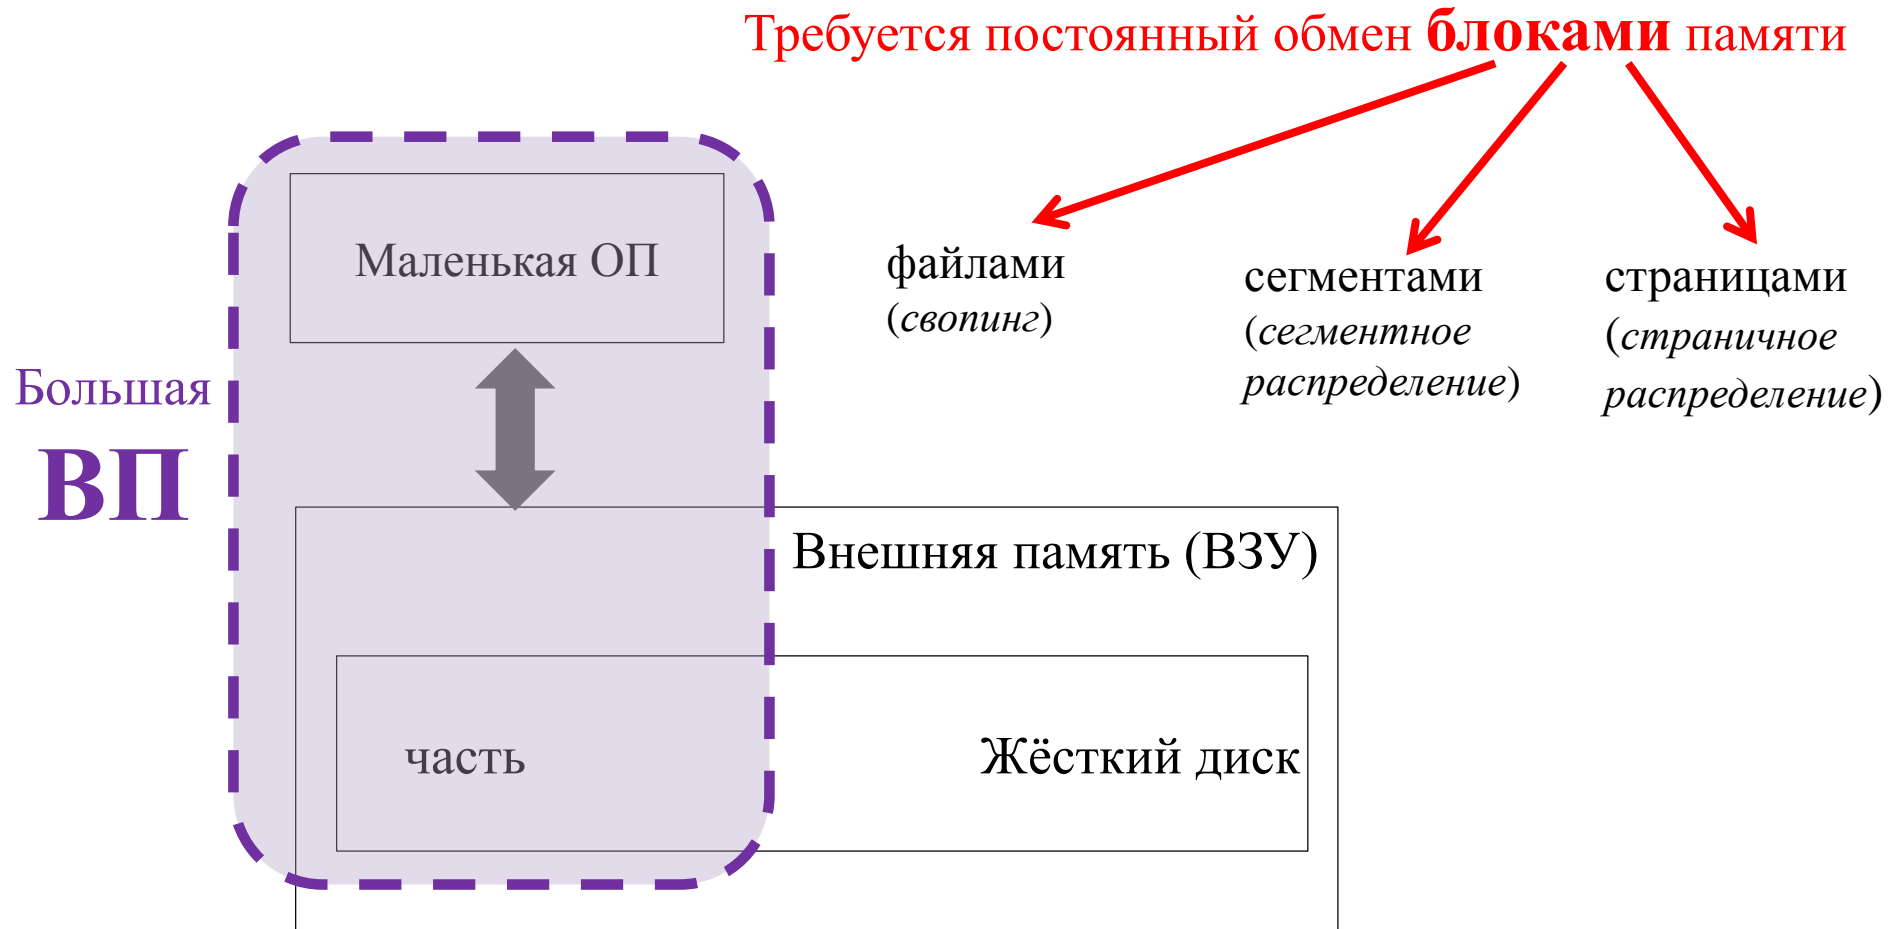 Требуется постоянный обмен блоками памяти
Маленькая ОП
файлами
(свопинг)
сегментами
(сегментное
распределение)
страницами
(страничное
распределение)
Большая
ВП
Внешняя память (ВЗУ)
часть
Жёсткий диск